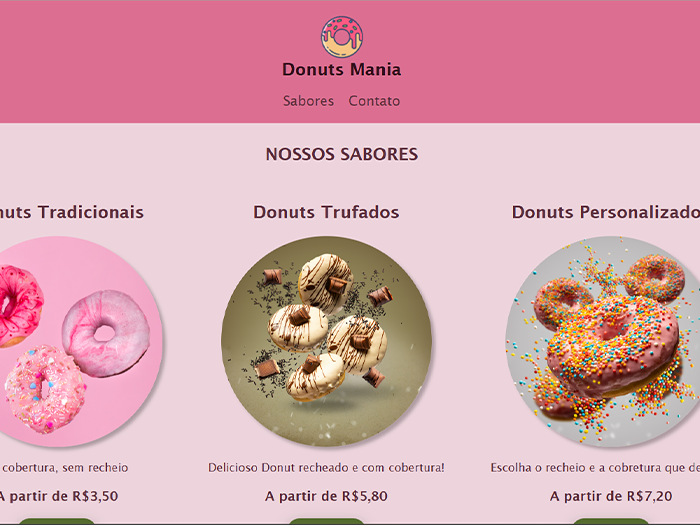 Donuts Mania
Sabores Contato
NOSSOS SABORES
nuts Tradicionais
Donuts Trufados
Donuts Personalizado
cobertura, sem recheio
Delicioso Donut recheado e com cobertura!
Escolha o recheio e a cobretura que de
A partir de R$3,50
A partir de R$5,80
A partir de R$7,20